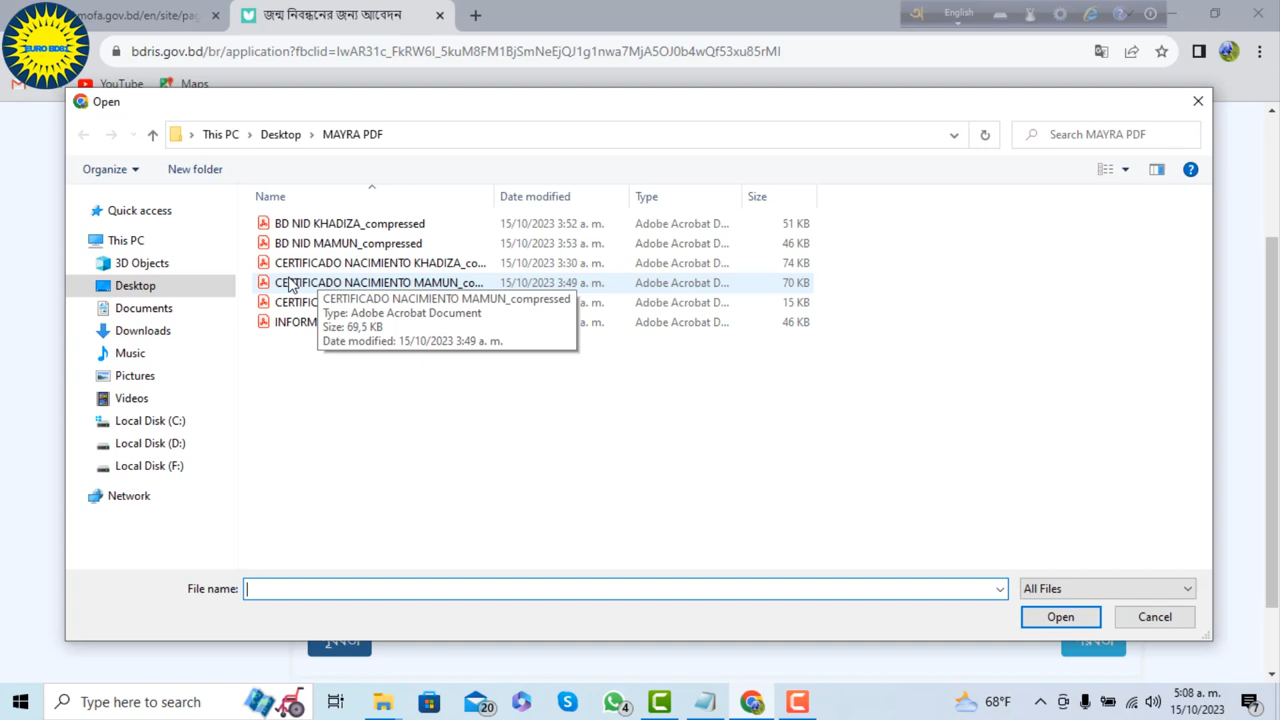 mofa.gov.bd/en/site/pa
জন্ম নিবন্ধনের জন্য আবেদন
English
EURO BD61
bdris.gov.bd/br/application?fbclid=IwAR31c_FkRW6I_5kuM8FM1BjSmNeEjQJ1g1nwa7MjA5OJ0b4wQf53xu85rMI
YouTube
Maps
Open
This PC > Desktop > MAYRA PDF
Search MAYRA PDF
Organize
New folder
Name
Date modified
Type
Size
Quick access
This PC
3D Objects
Desktop
Documents
Downloads
Music
Pictures
Videos
Local Disk (C:)
Local Disk (D:)
Local Disk (F:)
Network
BD NID KHADIZA_compressed 15/10/2023 3:52 a. m. Adobe Acrobat D... 51 KB
BD NID MAMUN_compressed 15/10/2023 3:53 a. m. Adobe Acrobat D... 46 KB
CERTIFICADO NACIMIENTO KHADIZA_co... 15/10/2023 3:30 a. m. Adobe Acrobat D... 74 KB
CERTIFICADO NACIMIENTO MAMUN_co... 15/10/2023 3:49 a. m. Adobe Acrobat D... 70 KB
CERTIFIC a. m. Adobe Acrobat D... 15 KB
INFORM a. m. Adobe Acrobat D... 46 KB
CERTIFICADO NACIMIENTO MAMUN_compressed
Type: Adobe Acrobat Document
Size: 69,5 KB
Date modified: 15/10/2023 3:49 a. m.
File name:
All Files
Open
Cancel
Type here to search
20
4
68°F
5:08 a. m.
15/10/2023
7